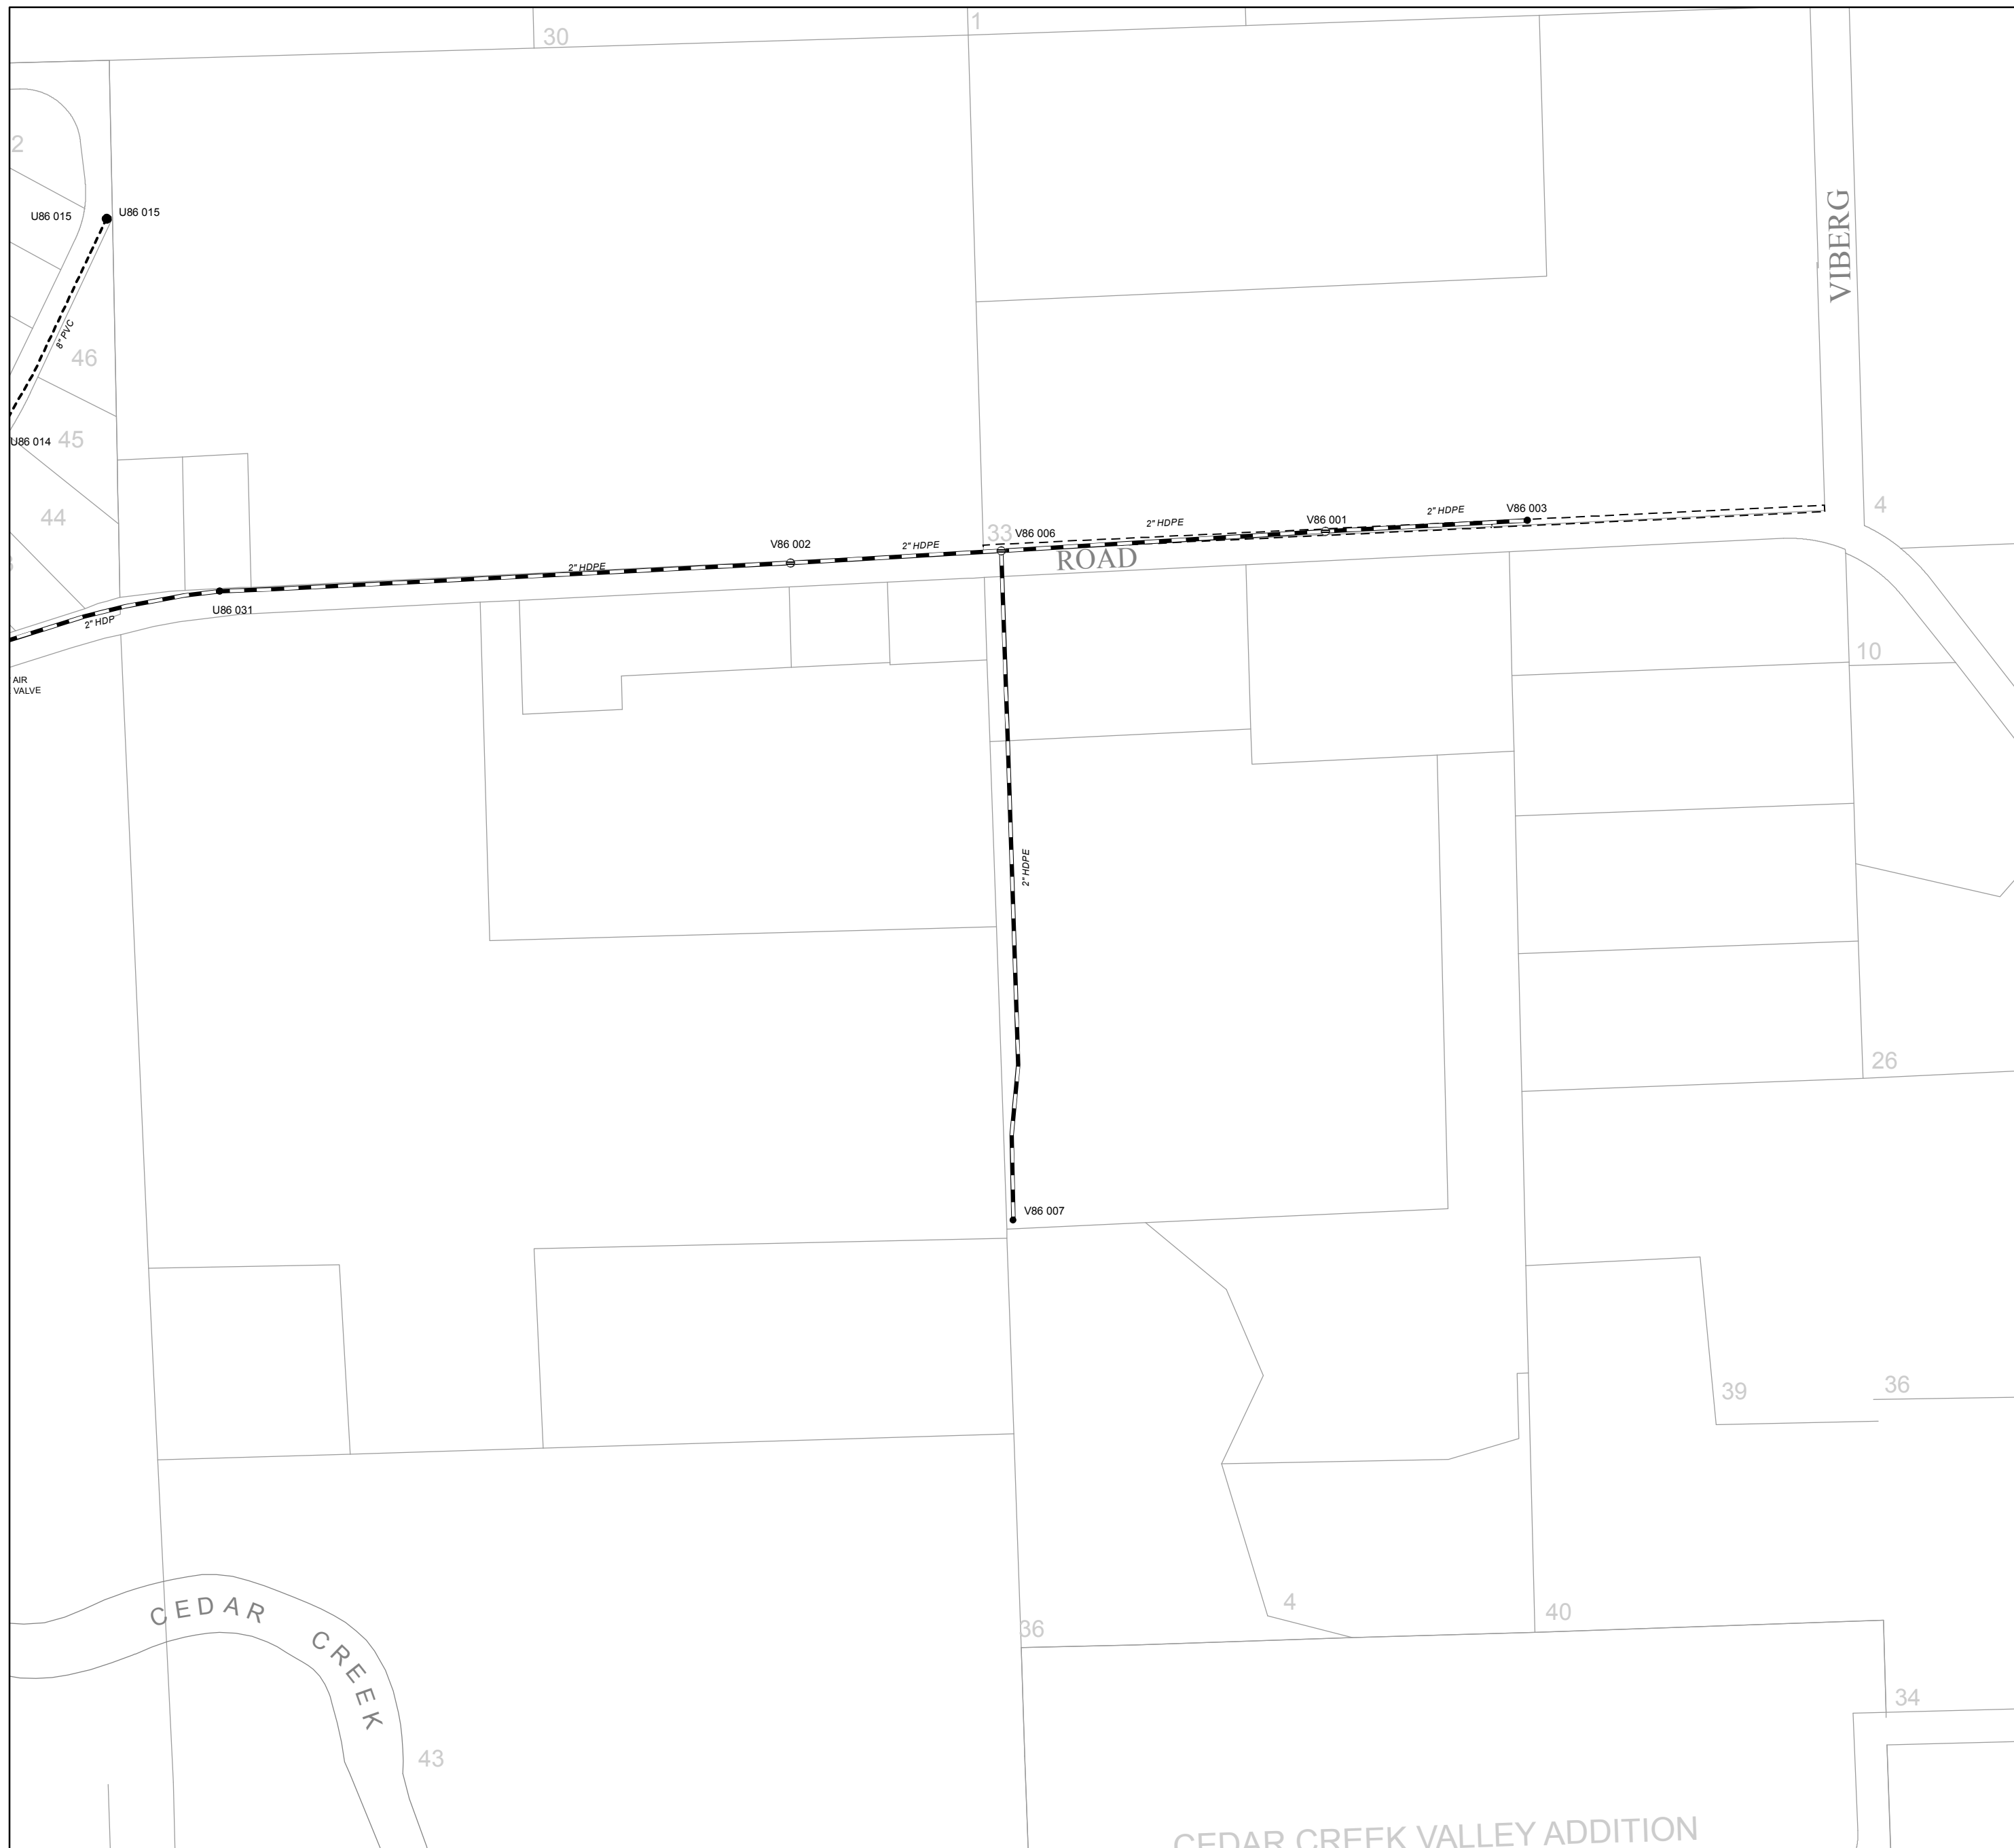 30
1
2
U86 015
U86 015
VIBERG
8" PVC
46
U86 014
45
44
4
V86 003
2" HDPE
V86 001
2" HDPE
33
V86 006
ROAD
2" HDPE
V86 002
2" HDPE
U86 031
2" HDP
10
AIR
VALVE
2" HDPE
26
V86 007
39
36
4
40
36
CEDAR
CREEK
34
43
CEDAR CREEK VALLEY ADDITION